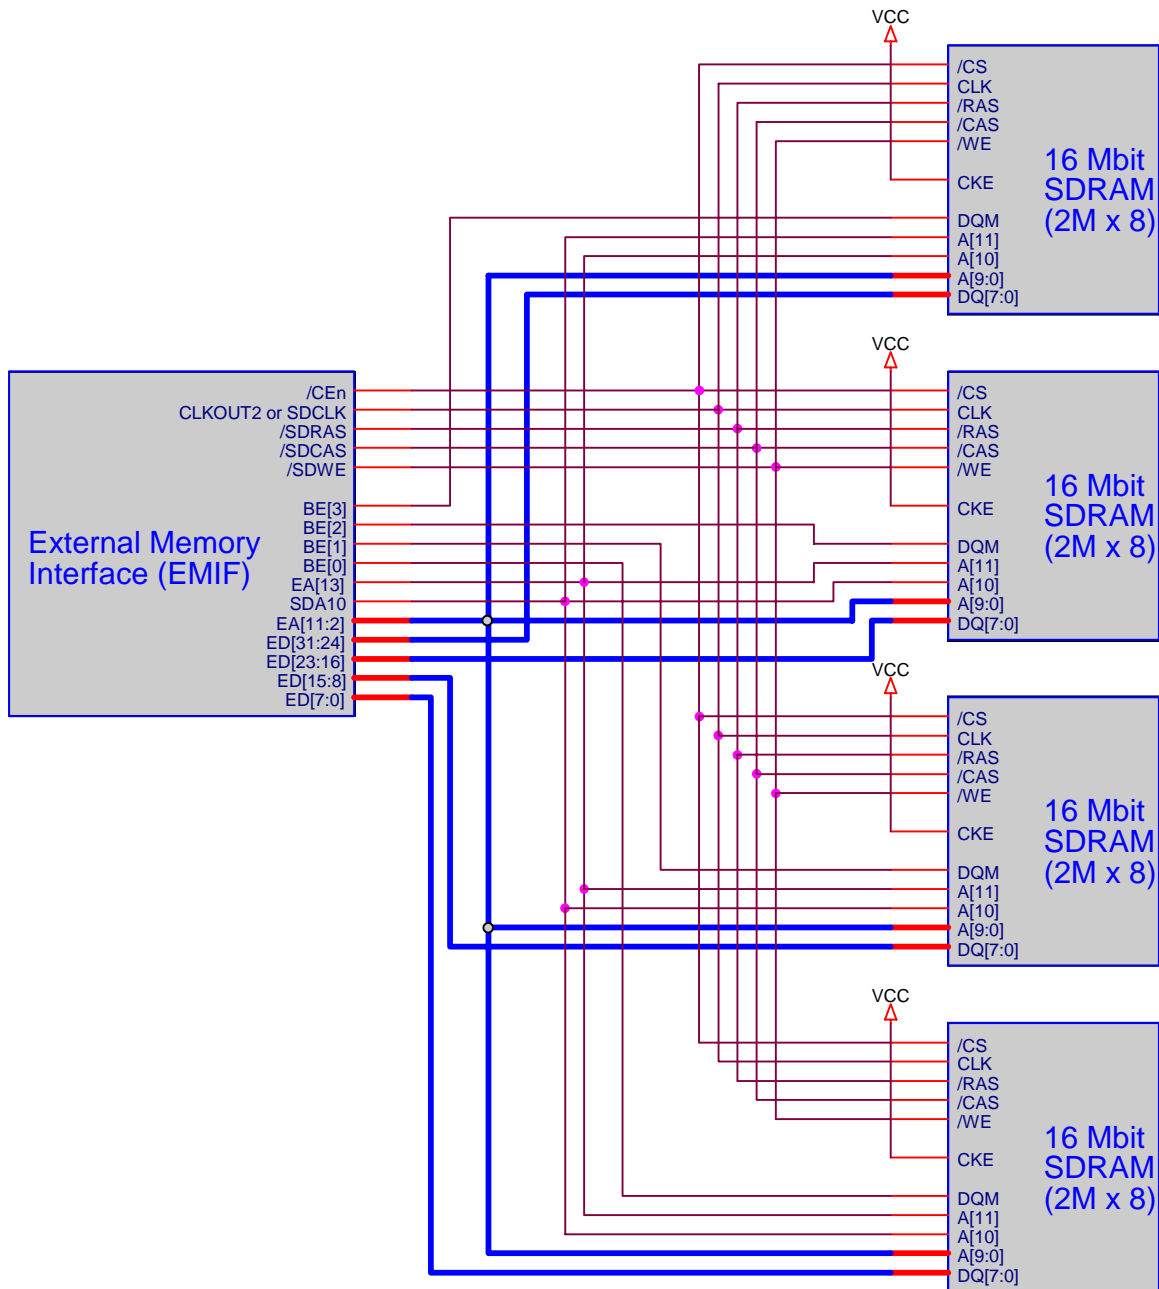 VCC
/CS
CLK
/RAS
/CAS
/WE
CKE
DQM
A[11]
A[10]
A[9:0]
DQ[7:0]
16 Mbit
SDRAM
(2M x 8)
External Memory
Interface (EMIF)
/CEn
CLKOUT2 or SDCLK
/SDRAS
/SDCAS
/SDWE
BE[3]
BE[2]
BE[1]
BE[0]
EA[13]
SDA10
EA[11:2]
ED[31:24]
ED[23:16]
ED[15:8]
ED[7:0]
VCC
/CS
CLK
/RAS
/CAS
/WE
CKE
DQM
A[11]
A[10]
A[9:0]
DQ[7:0]
16 Mbit
SDRAM
(2M x 8)
VCC
/CS
CLK
/RAS
/CAS
/WE
CKE
DQM
A[11]
A[10]
A[9:0]
DQ[7:0]
16 Mbit
SDRAM
(2M x 8)
VCC
/CS
CLK
/RAS
/CAS
/WE
CKE
DQM
A[11]
A[10]
A[9:0]
DQ[7:0]
16 Mbit
SDRAM
(2M x 8)